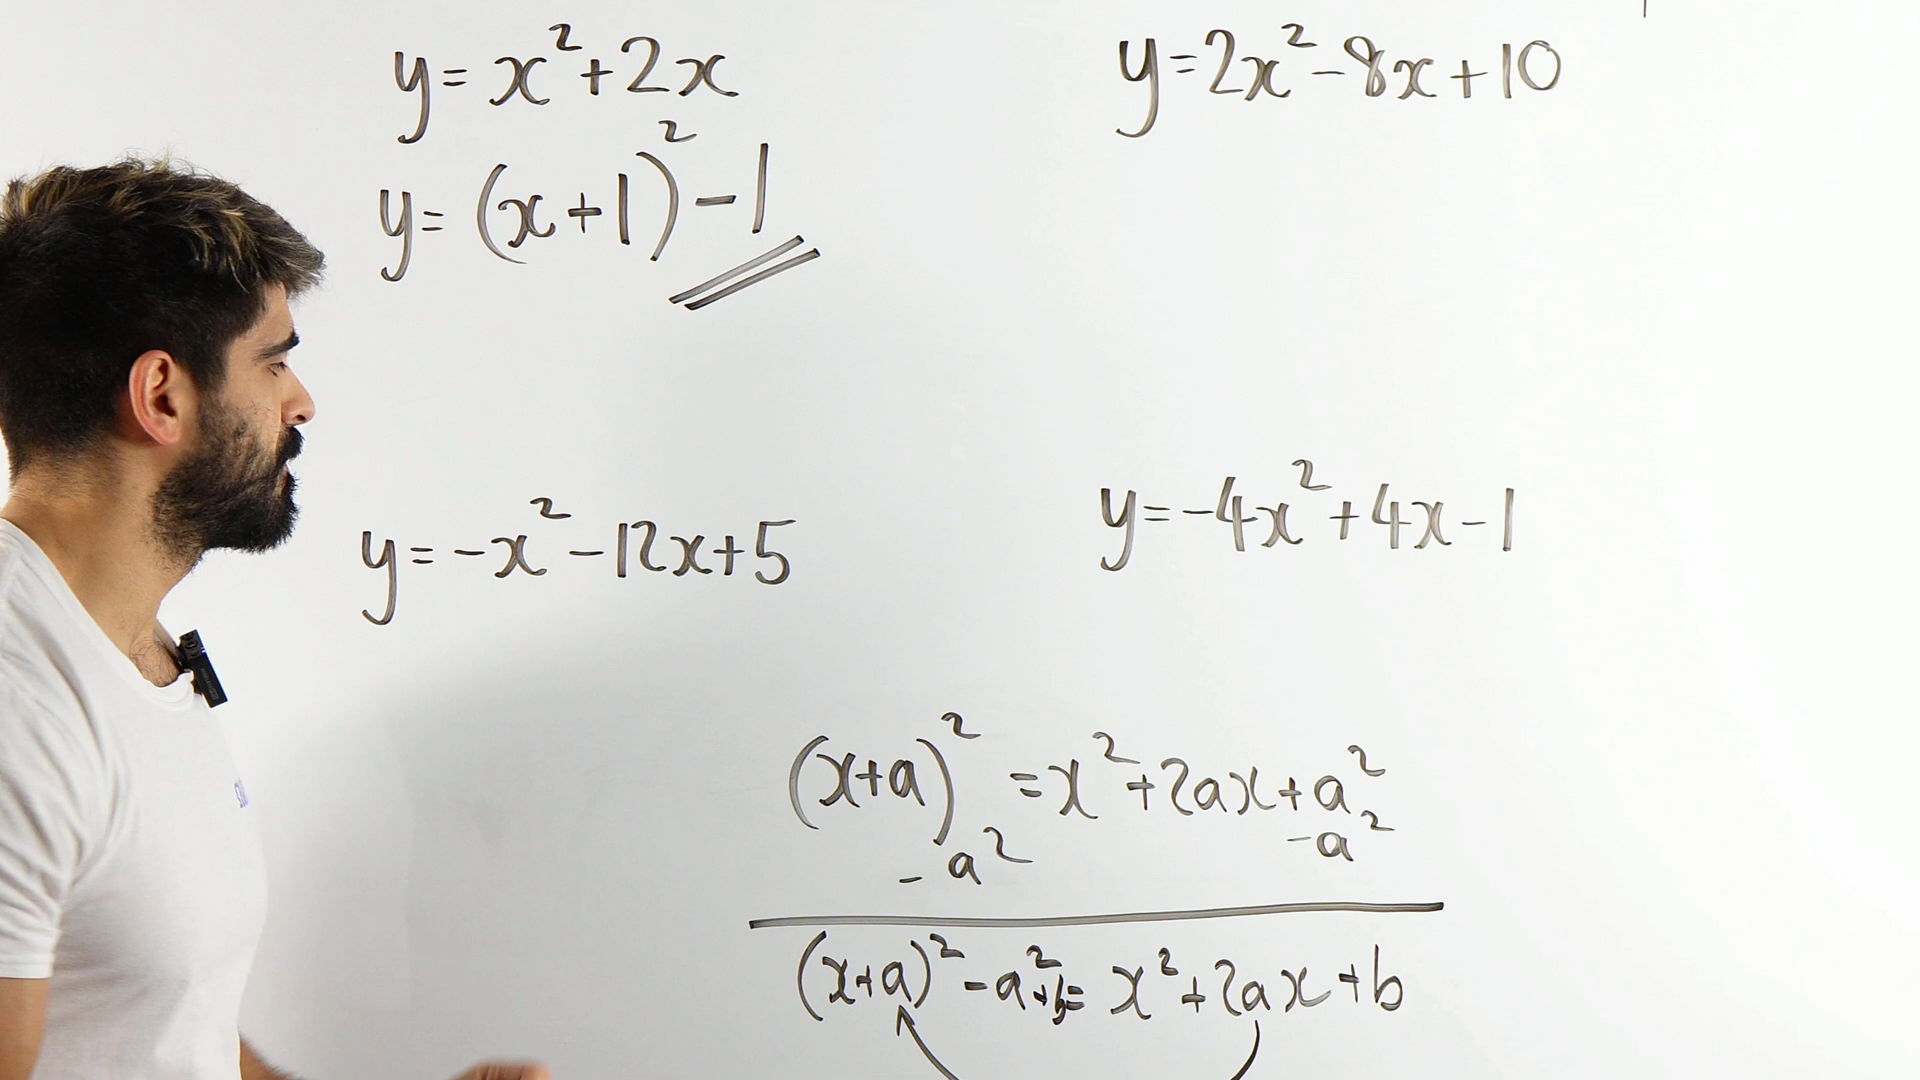 y = x² + 2x
y = (x + 1)² - 1
y = 2x² - 8x + 10
y = -x² - 12x + 5
y = -4x² + 4x - 1
(x+a)² = x² + 2ax + a²
- a² - a²
(x+a)² - a² + b = x² + 2ax + b